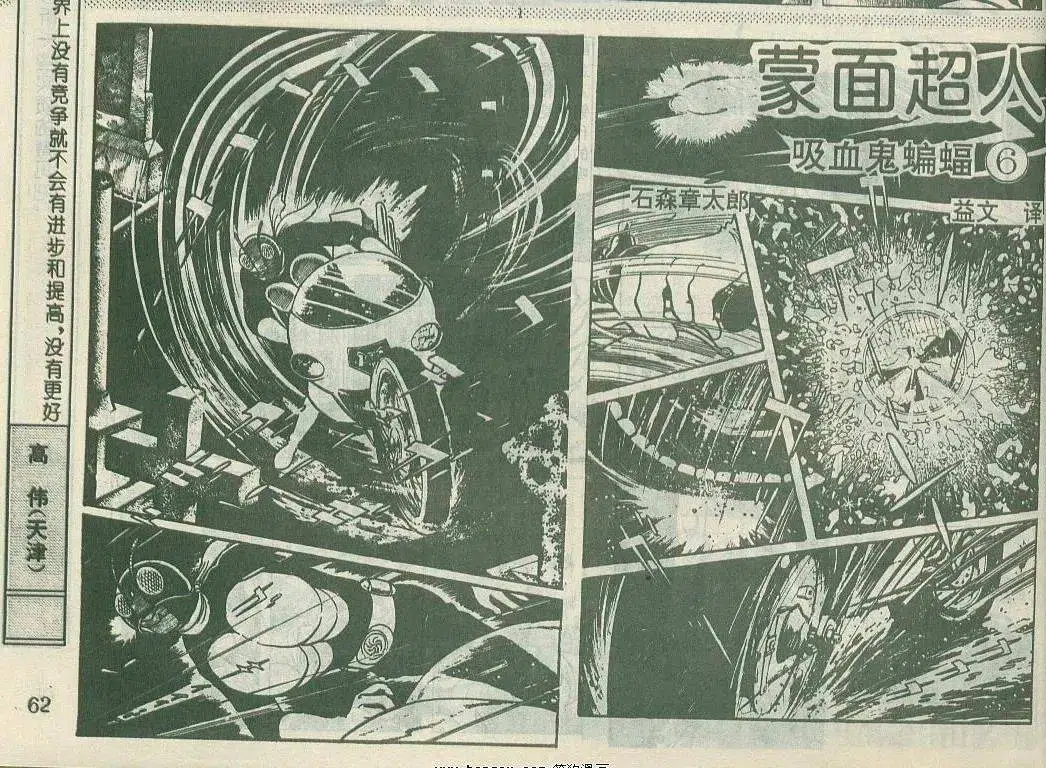 蒙面超人
吸血鬼蝙蝠⑥
石森章太郎
益文 译
界上没有竞争就不会有进步和提高，没有更好
高 伟（天津）
62